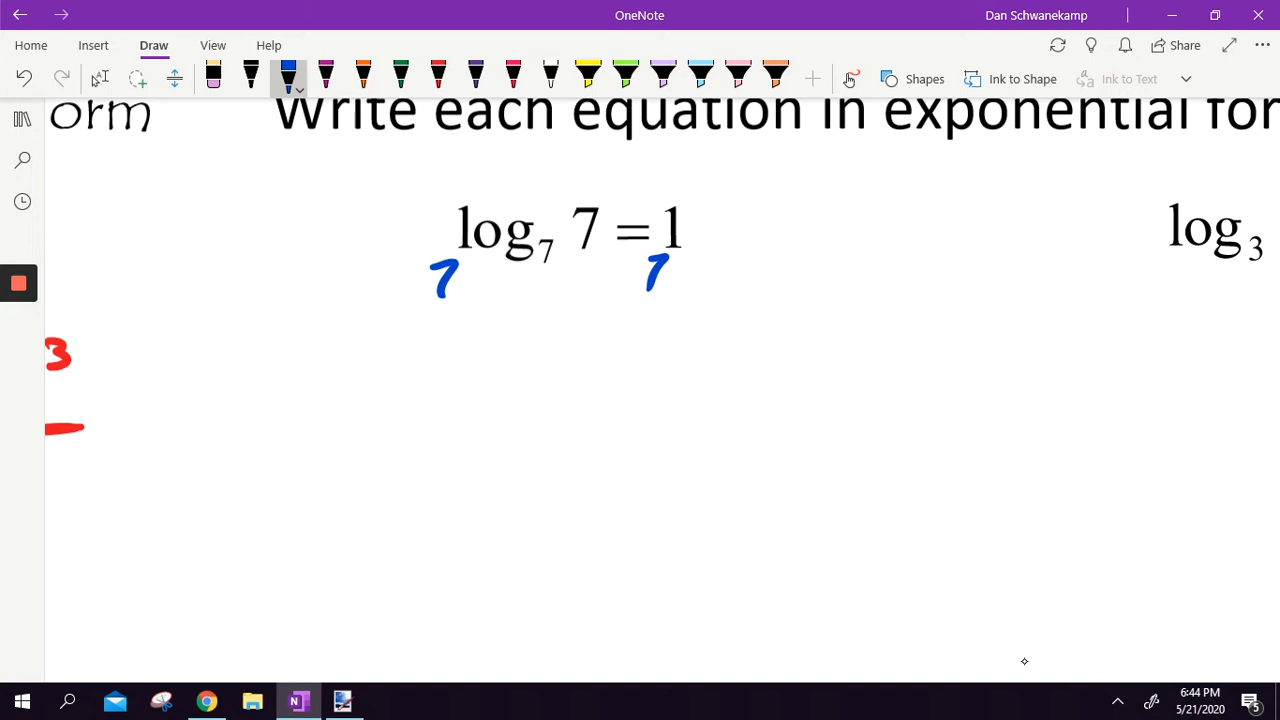 OneNote
Dan Schwanekamp
Home Insert Draw View Help
Share
Shapes
Ink to Shape
Ink to Text
orm
Write each equation in exponential for
log₇ 7 = 1
log₃
7 7
3
6:44 PM
5/21/2020
5